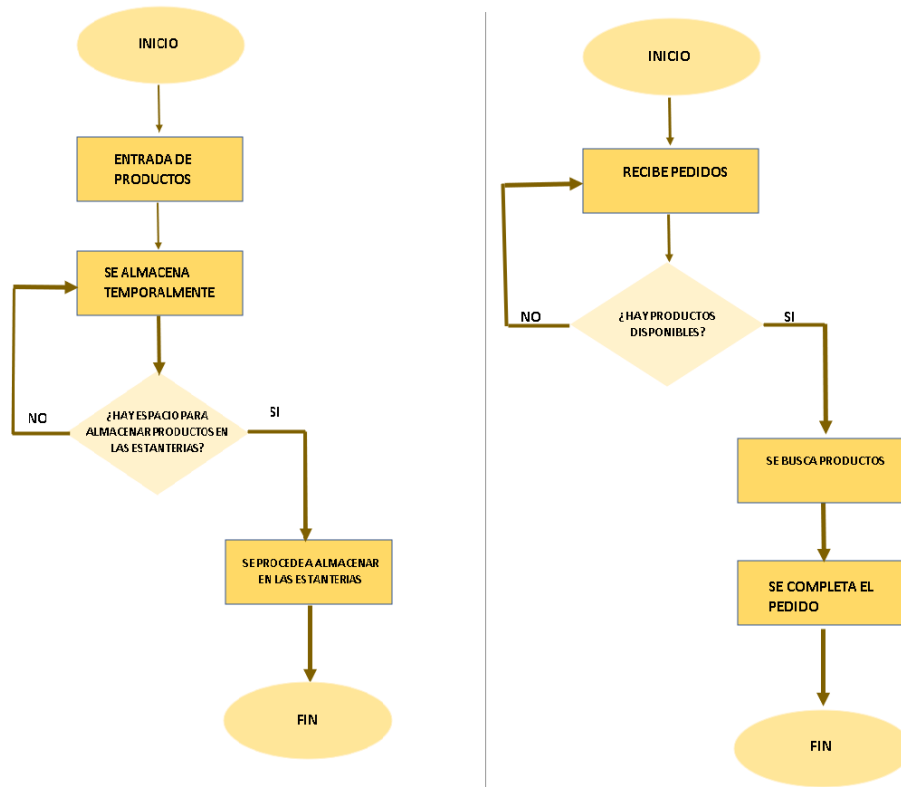 INICIO
ENTRADA DE
PRODUCTOS
SE ALMACENA
TEMPORALMENTE
¿HAY ESPACIO PARA
ALMACENAR PRODUCTOS EN
LAS ESTANTERIAS?
NO
SI
SE PROCEDE A ALMACENAR
EN LAS ESTANTERIAS
FIN
INICIO
RECIBE PEDIDOS
¿HAY PRODUCTOS
DISPONIBLES?
NO
SI
SE BUSCA PRODUCTOS
SE COMPLETA EL
PEDIDO
FIN